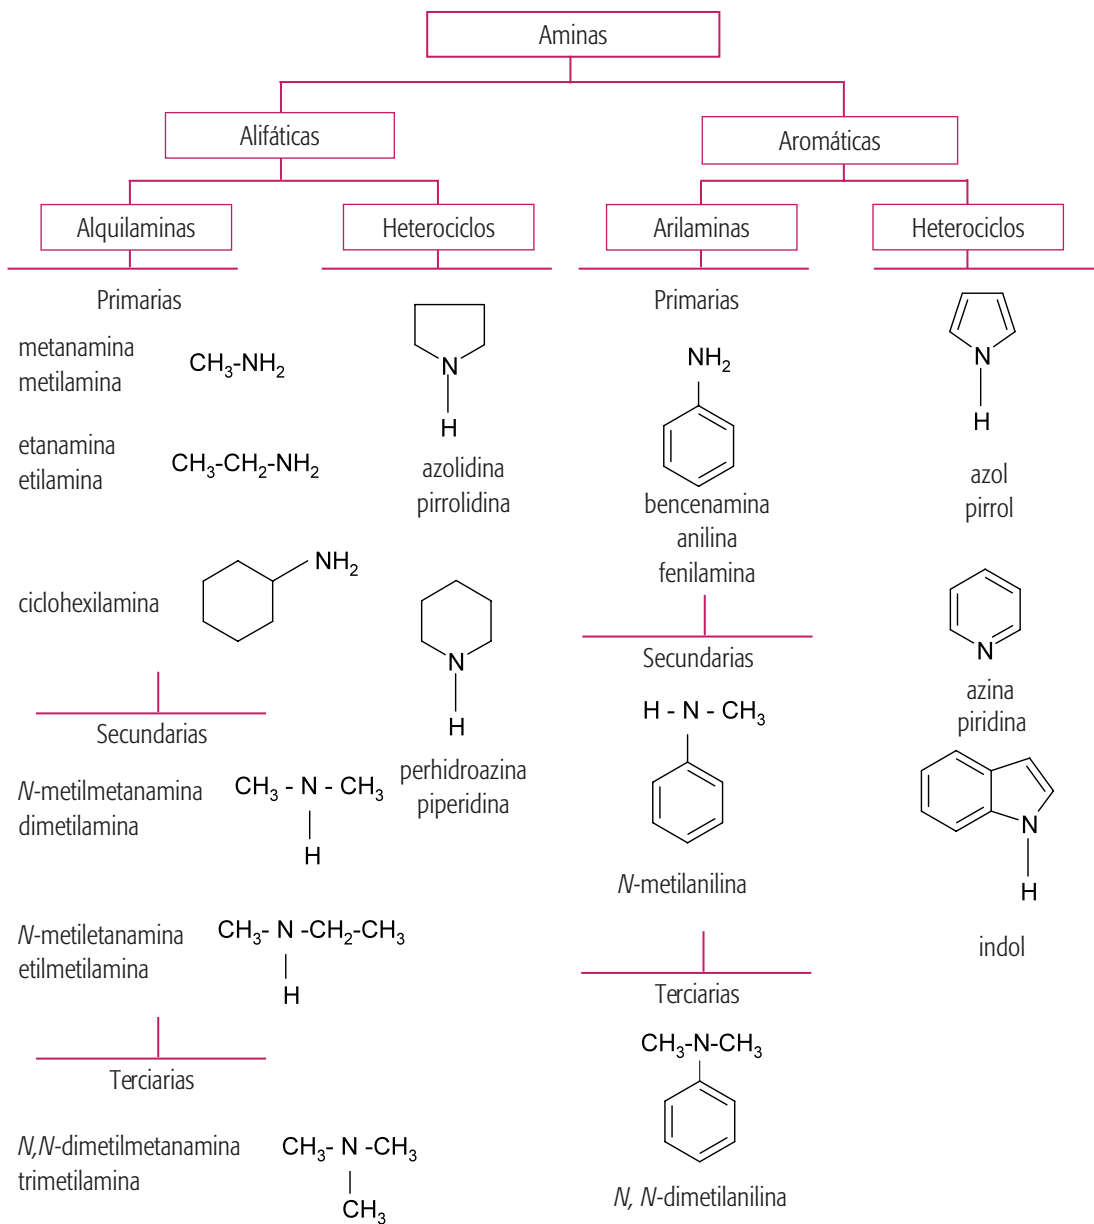 Aminas
Alifáticas
Aromáticas
Alquilaminas
Heterociclos
Arilaminas
Heterociclos
Primarias
metanamina
metilamina
CH₃-NH₂
etanamina
etilamina
CH₃-CH₂-NH₂
ciclohexilamina
NH₂
Secundarias
N-metilmetanamina
dimetilamina
CH₃ - N - CH₃
H
N-metiletanamina
etilmetilamina
CH₃- N -CH₂-CH₃
H
Terciarias
N,N-dimetilmetanamina
trimetilamina
CH₃- N -CH₃
CH₃
N
H
azolidina
pirrolidina
N
H
perhidroazina
piperidina
Primarias
NH₂
bencenamina
anilina
fenilamina
Secundarias
H - N - CH₃
N-metilanilina
Terciarias
CH₃-N-CH₃
N, N-dimetilanilina
N
H
azol
pirrol
N
azina
piridina
N
H
indol